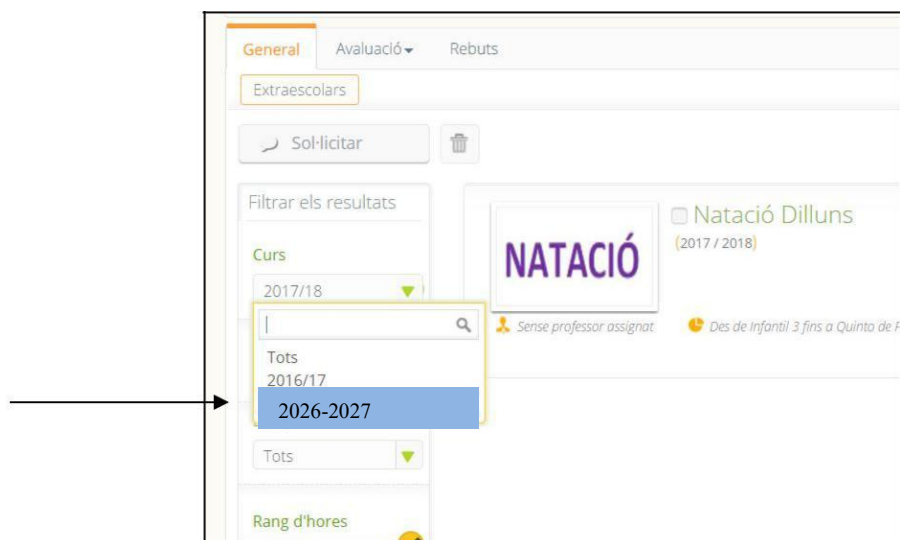 General Avaluació Rebuts
Extraescolars
Sol·licitar
Filtrar els resultats
Curs
2017/18
Tots
2016/17
2026-2027
Tots
Rang d'hores
NATACIÓ
Natació Dilluns
(2017 / 2018)
Sense professor assignat
Des de Infantil 3 fins a Quinto de